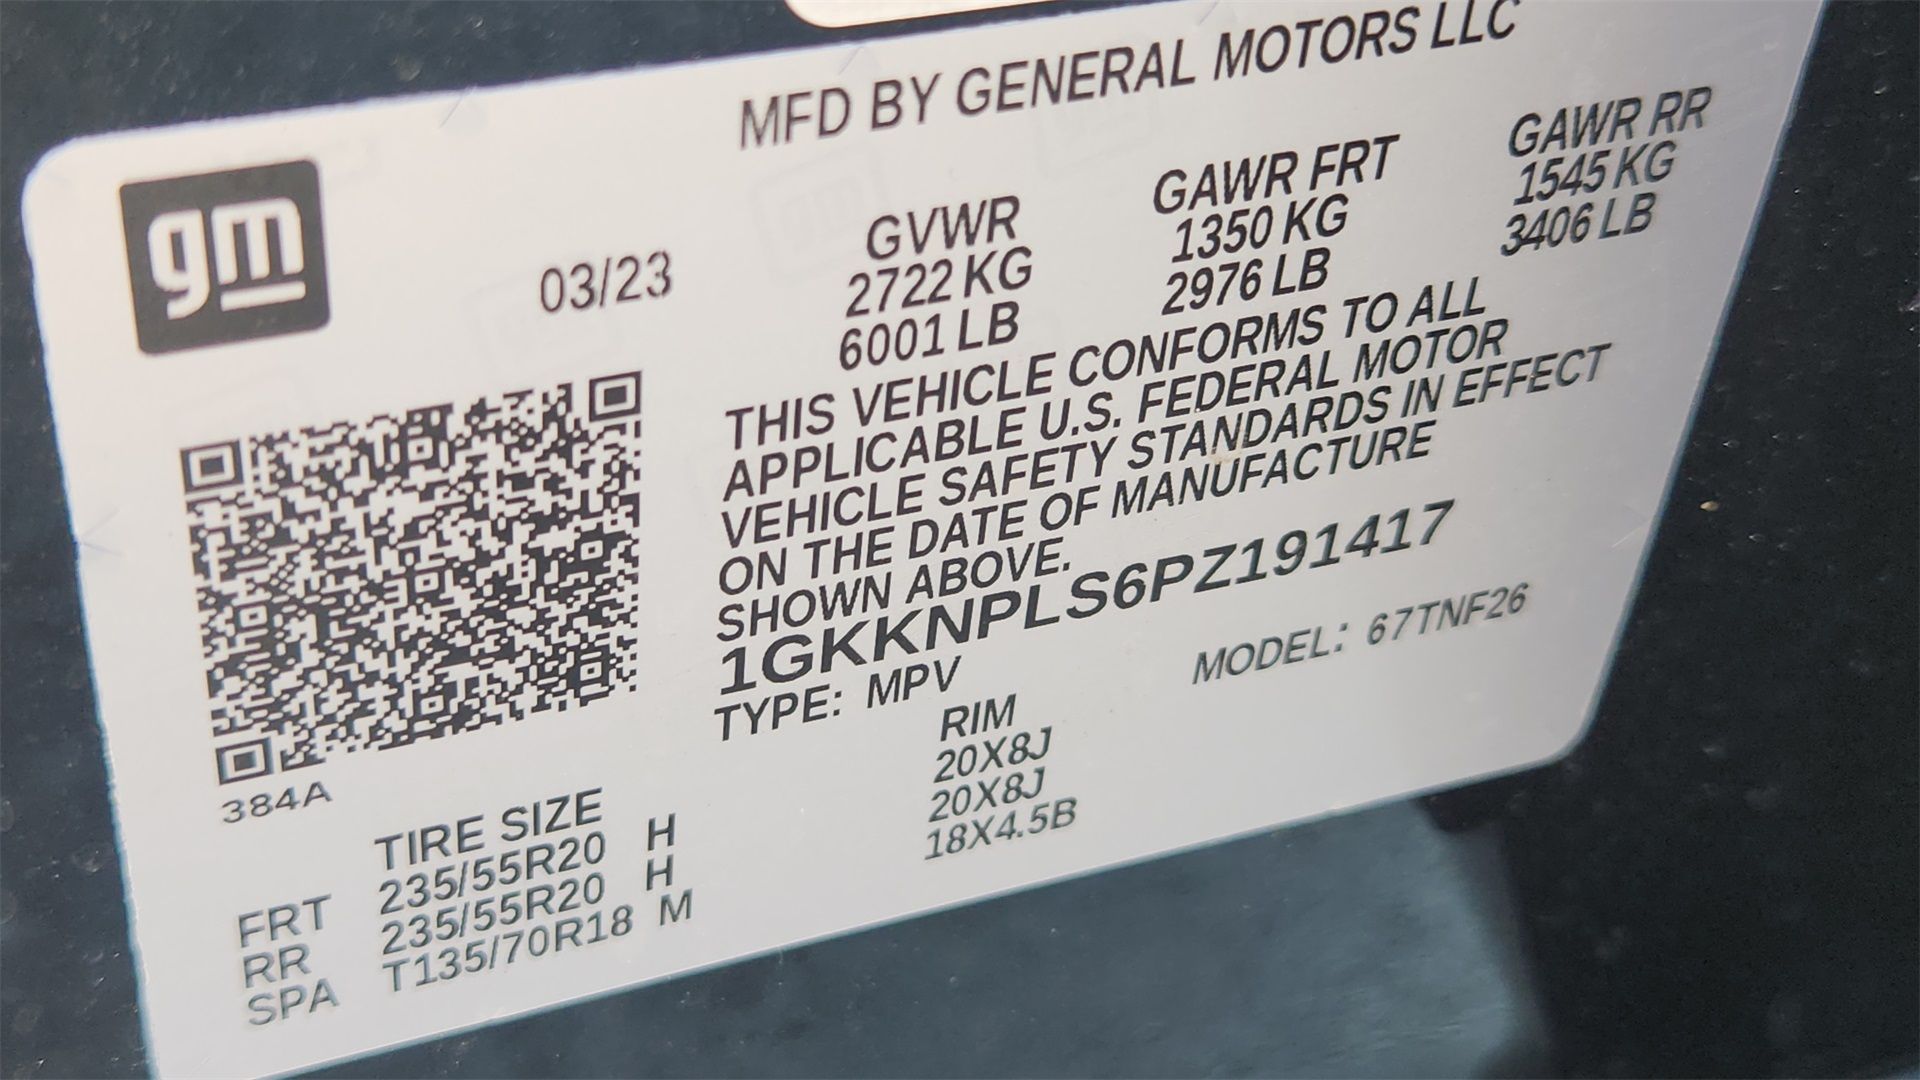 MFD BY GENERAL MOTORS LLC
gm
03/23
GVWR GAWR FRT GAWR RR
2722 KG 1350 KG 1545 KG
6001 LB 2976 LB 3406 LB
THIS VEHICLE CONFORMS TO ALL
APPLICABLE U.S. FEDERAL MOTOR
VEHICLE SAFETY STANDARDS IN EFFECT
ON THE DATE OF MANUFACTURE
SHOWN ABOVE.
1GKKNPLS6PZ191417
TYPE: MPV MODEL: 67TNF26
384A
TIRE SIZE RIM
FRT 235/55R20 H 20X8J
RR 235/55R20 H 20X8J
SPA T135/70R18 M 18X4.5B